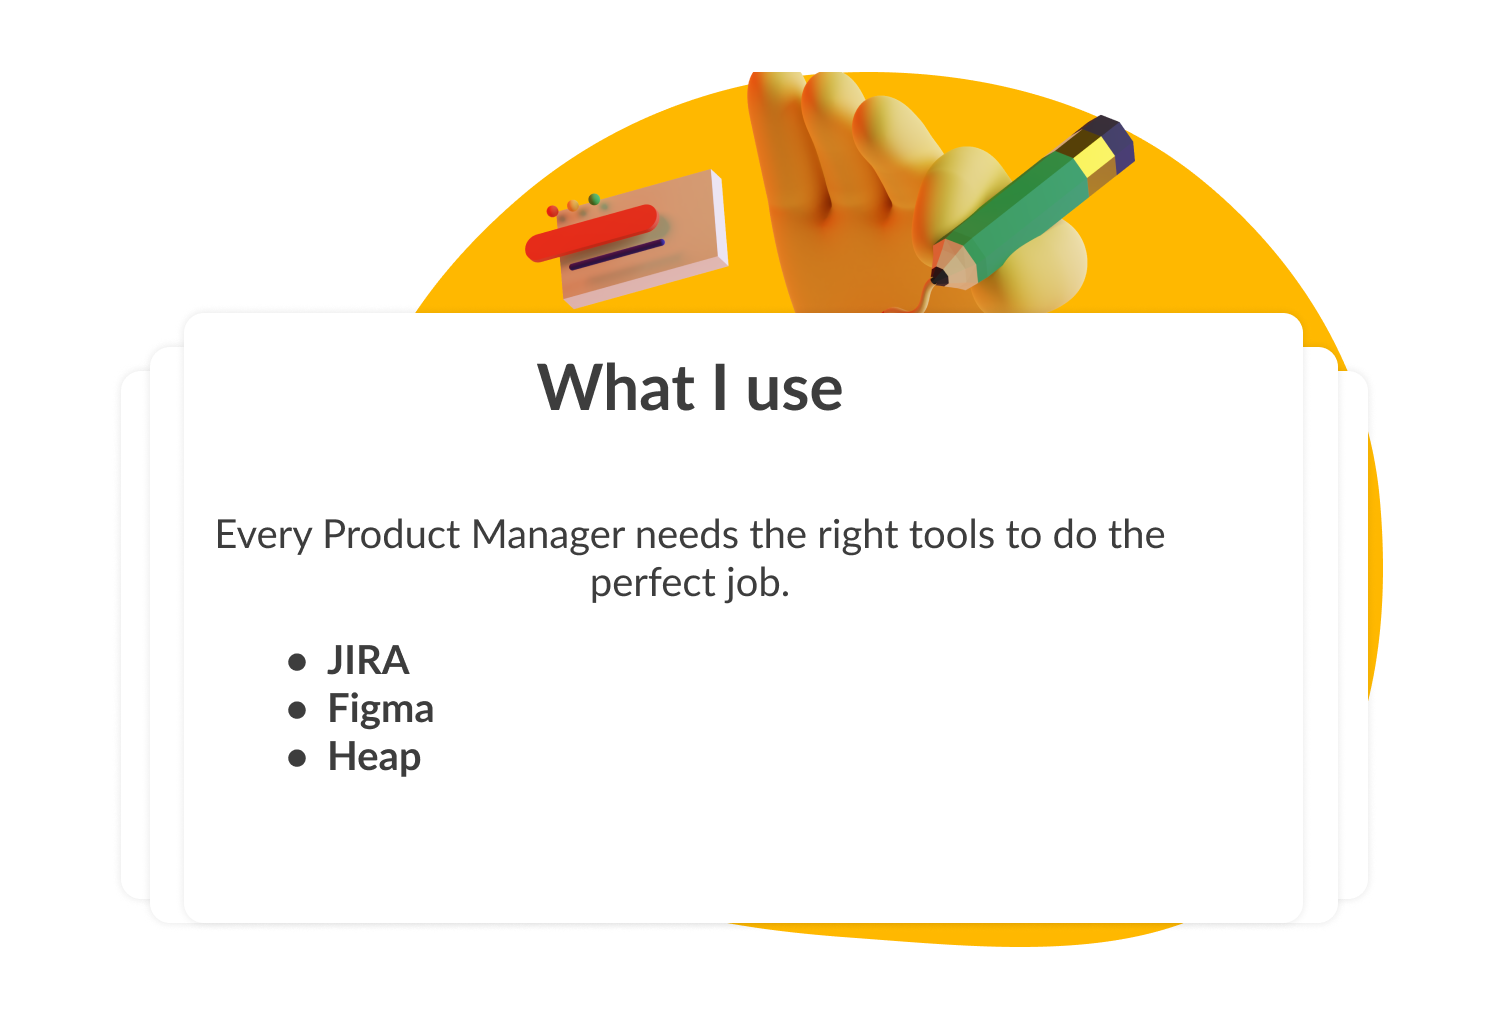 What I use
Every Product Manager needs the right tools to do the
perfect job.
● JIRA
● Figma
● Heap